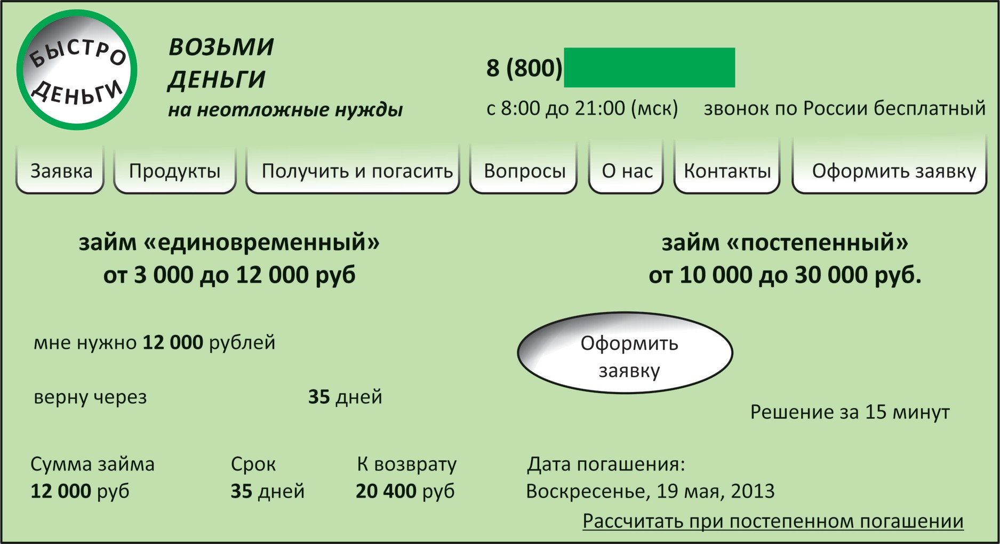 БЫСТРО
ДЕНЬГИ
ВОЗЬМИ
ДЕНЬГИ
на неотложные нужды
8 (800)
с 8:00 до 21:00 (мск) звонок по России бесплатный
Заявка Продукты Получить и погасить Вопросы О нас Контакты Оформить заявку
займ «единовременный»
от 3 000 до 12 000 руб
займ «постепенный»
от 10 000 до 30 000 руб.
мне нужно 12 000 рублей
верну через 35 дней
Оформить
заявку
Решение за 15 минут
Сумма займа Срок К возврату Дата погашения:
12 000 руб 35 дней 20 400 руб Воскресенье, 19 мая, 2013
Рассчитать при постепенном погашении